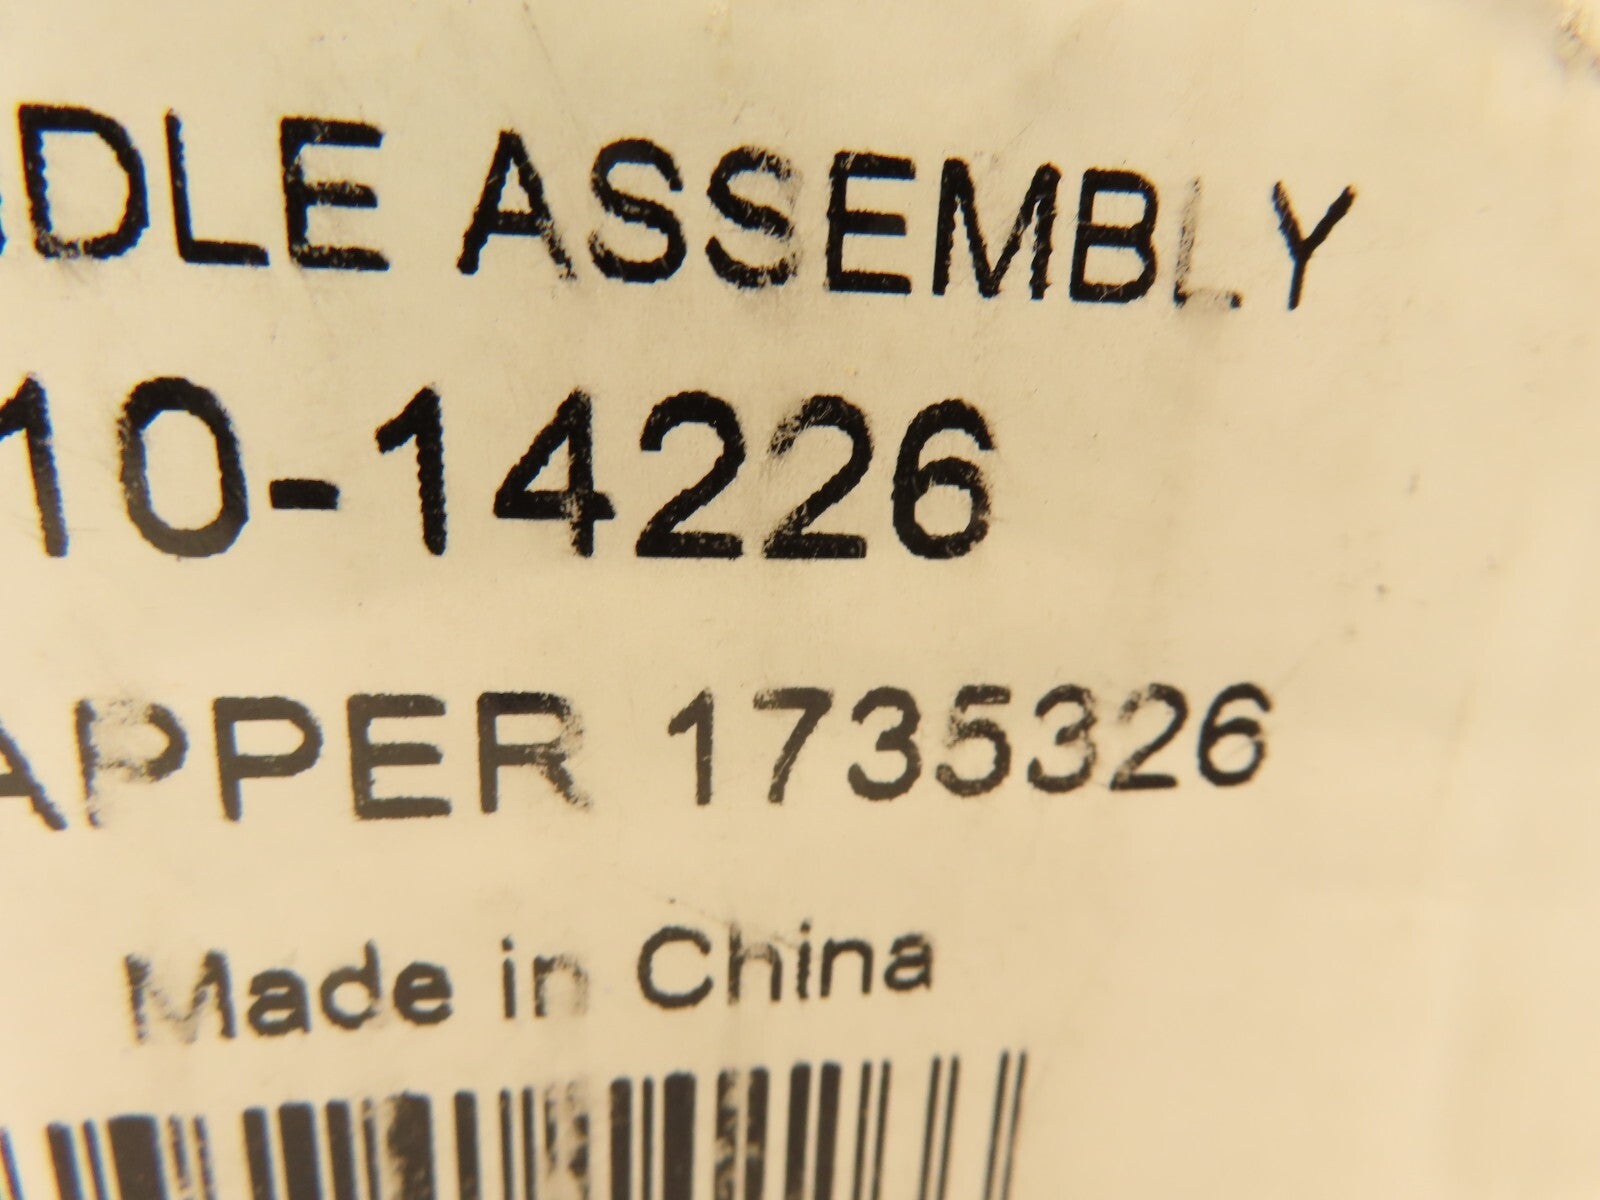 DLE ASSEMBLY
10-14226
APPER 1735326
Made in China